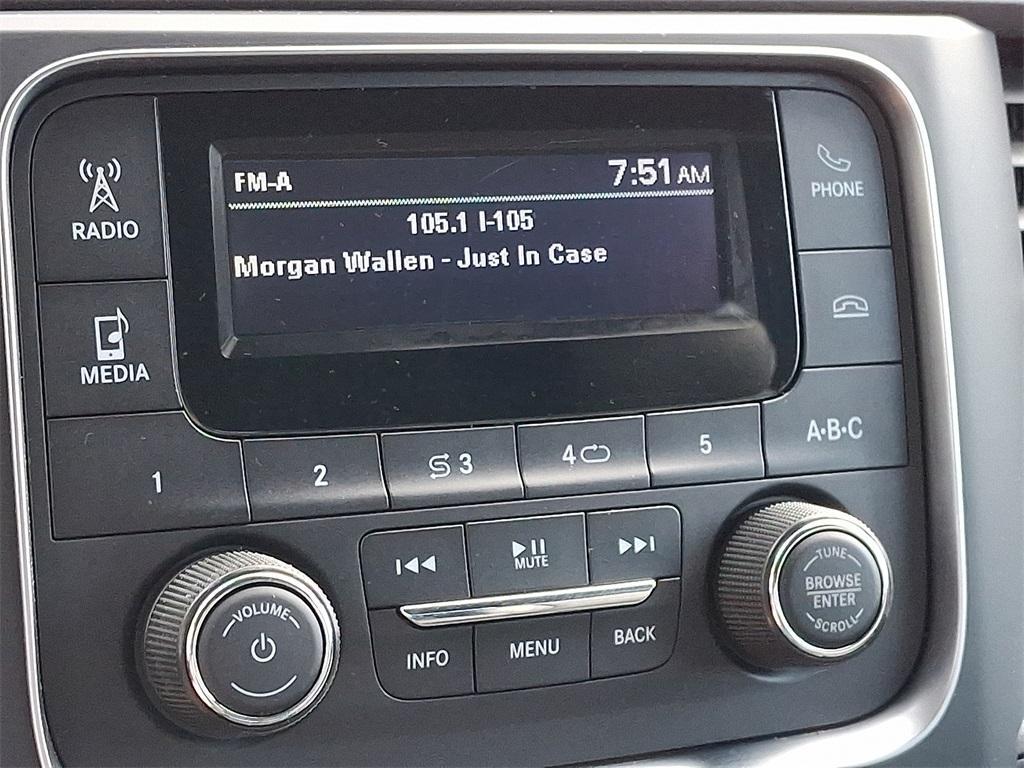 FM-A 7:51 AM
105.1 I-105
Morgan Wallen - Just In Case
RADIO
MEDIA
PHONE
1
2
3
4
5
A·B·C
MUTE
INFO
MENU
BACK
VOLUME
TUNE
BROWSE
ENTER
SCROLL